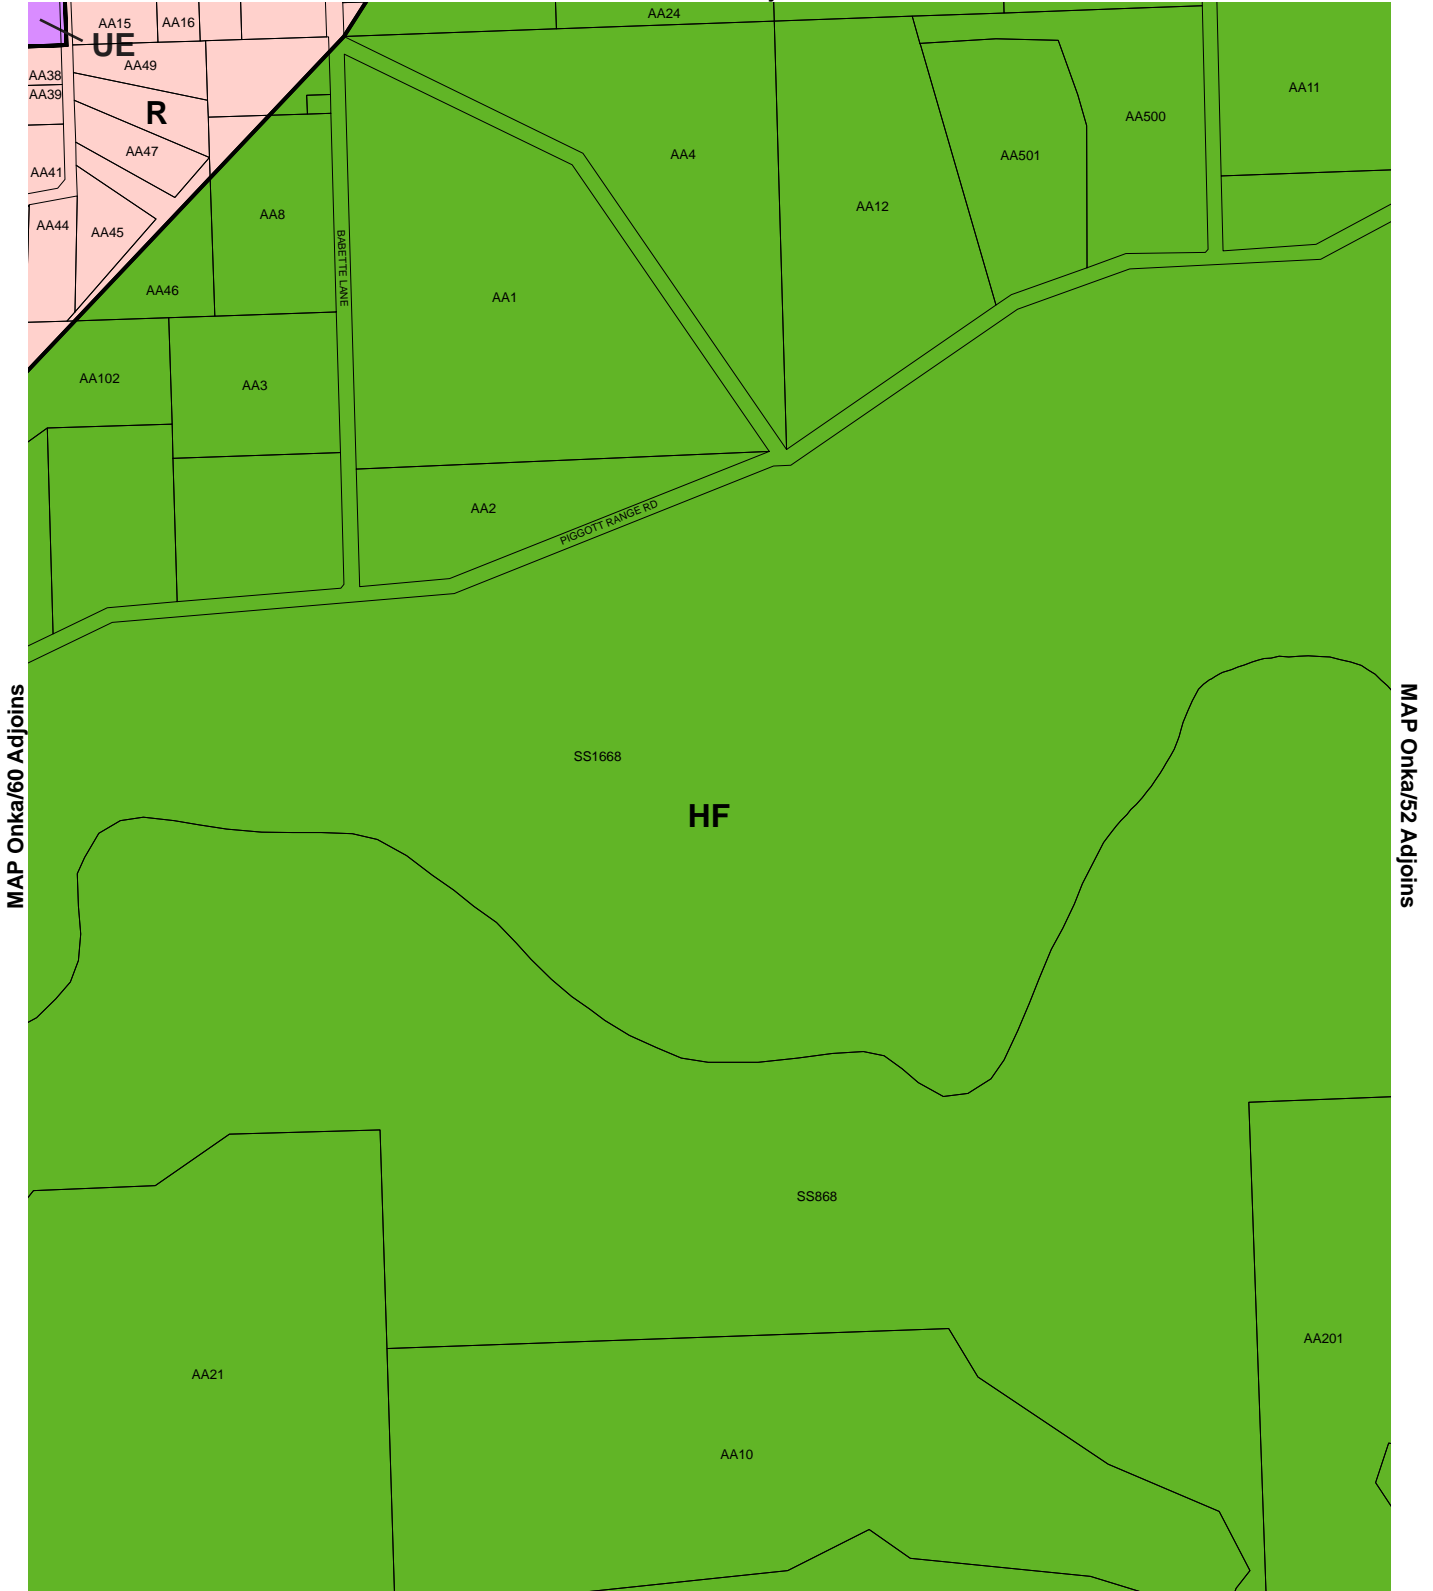 AA15
AA16
AA24
UE
AA49
AA38
AA39
AA11
R
AA500
AA47
AA4
AA501
AA41
AA12
AA8
AA44
AA45
BABETTE LANE
AA46
AA1
AA102
AA3
AA2
PIGGOTT RANGE RD
MAP Onka/60 Adjoins
MAP Onka/52 Adjoins
SS1668
HF
SS868
AA201
AA21
AA10